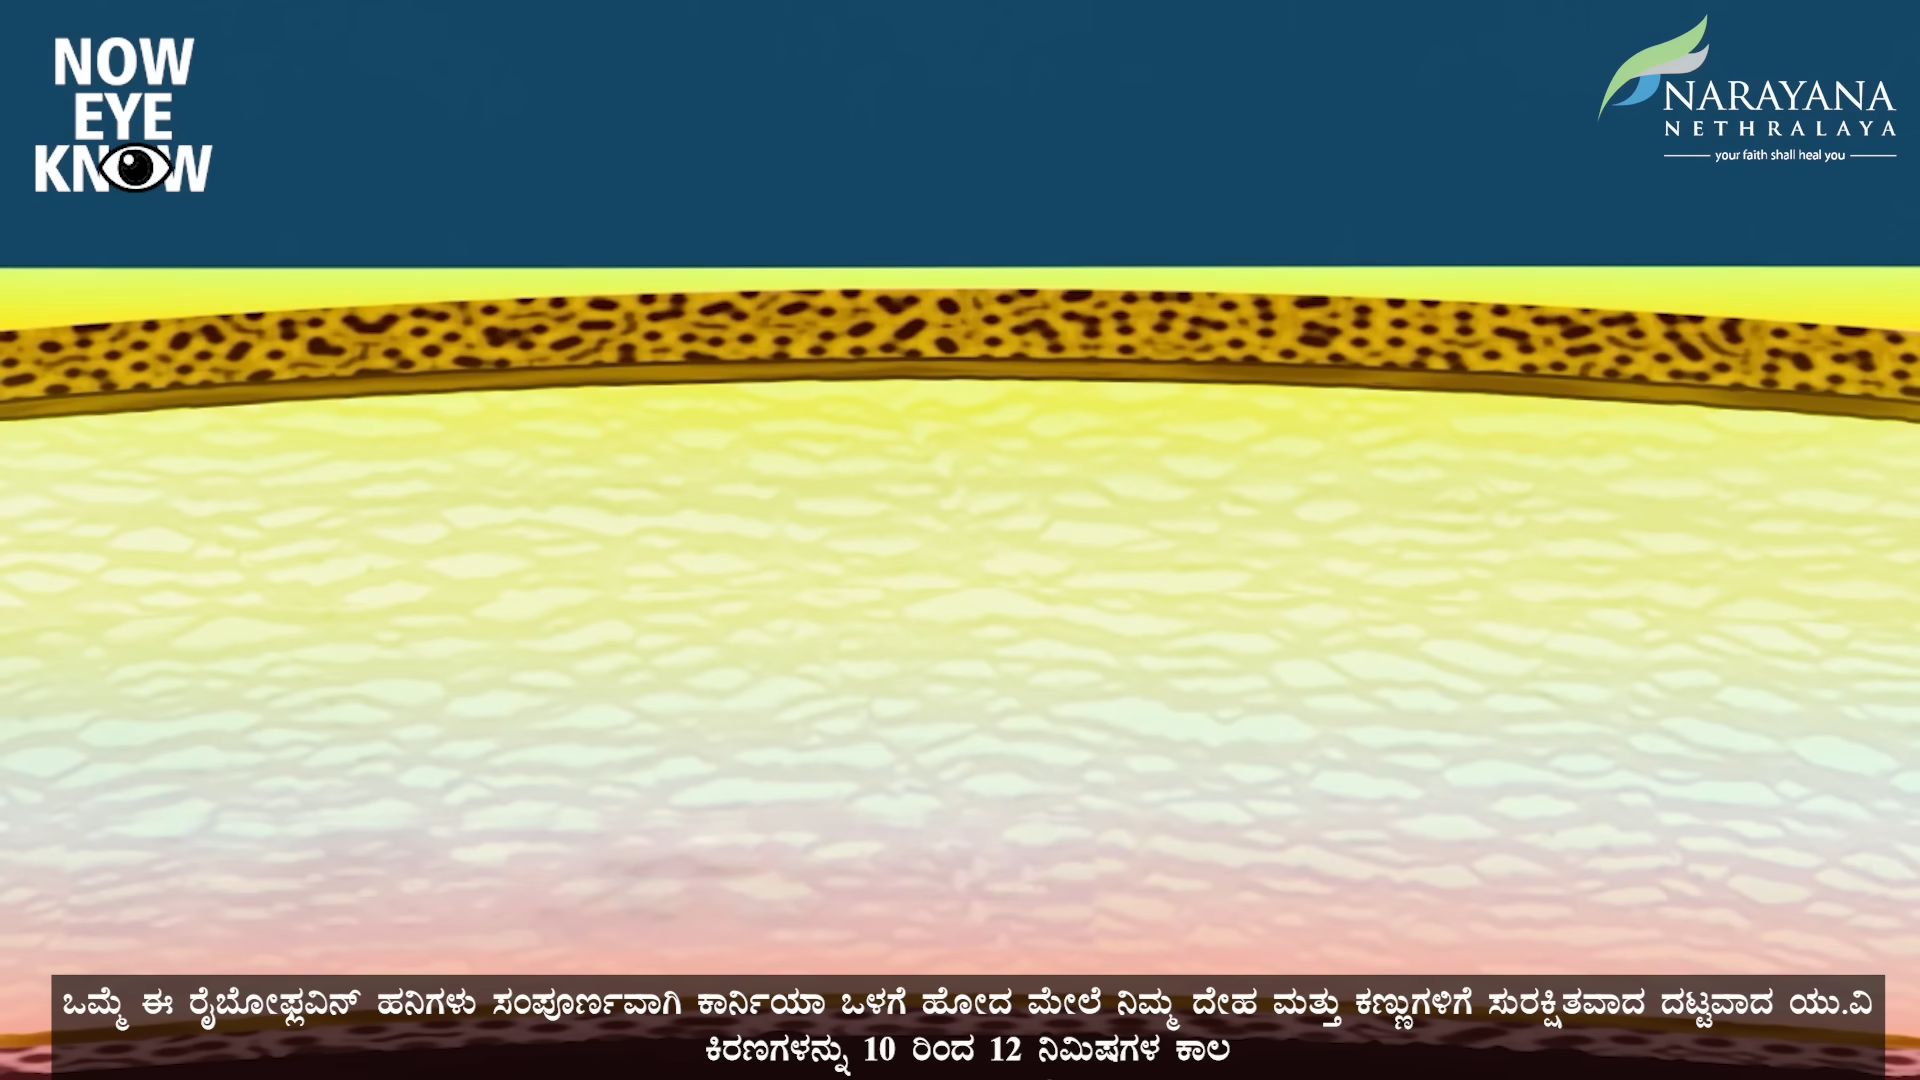 NOW
EYE
KNOW
NARAYANA
NETHRALAYA
your faith shall heal you
ಒಮ್ಮೆ ಈ ರೈಬೋಫ್ಲವಿನ್ ಹನಿಗಳು ಸಂಪೂರ್ಣವಾಗಿ ಕಾರ್ನಿಯಾ ಒಳಗೆ ಹೋದ ಮೇಲೆ ನಿಮ್ಮ ದೇಹ ಮತ್ತು ಕಣ್ಣುಗಳಿಗೆ ಸುರಕ್ಷಿತವಾದ ದಟ್ಟವಾದ ಯು.ವಿ
ಕಿರಣಗಳನ್ನು 10 ರಿಂದ 12 ನಿಮಿಷಗಳ ಕಾಲ